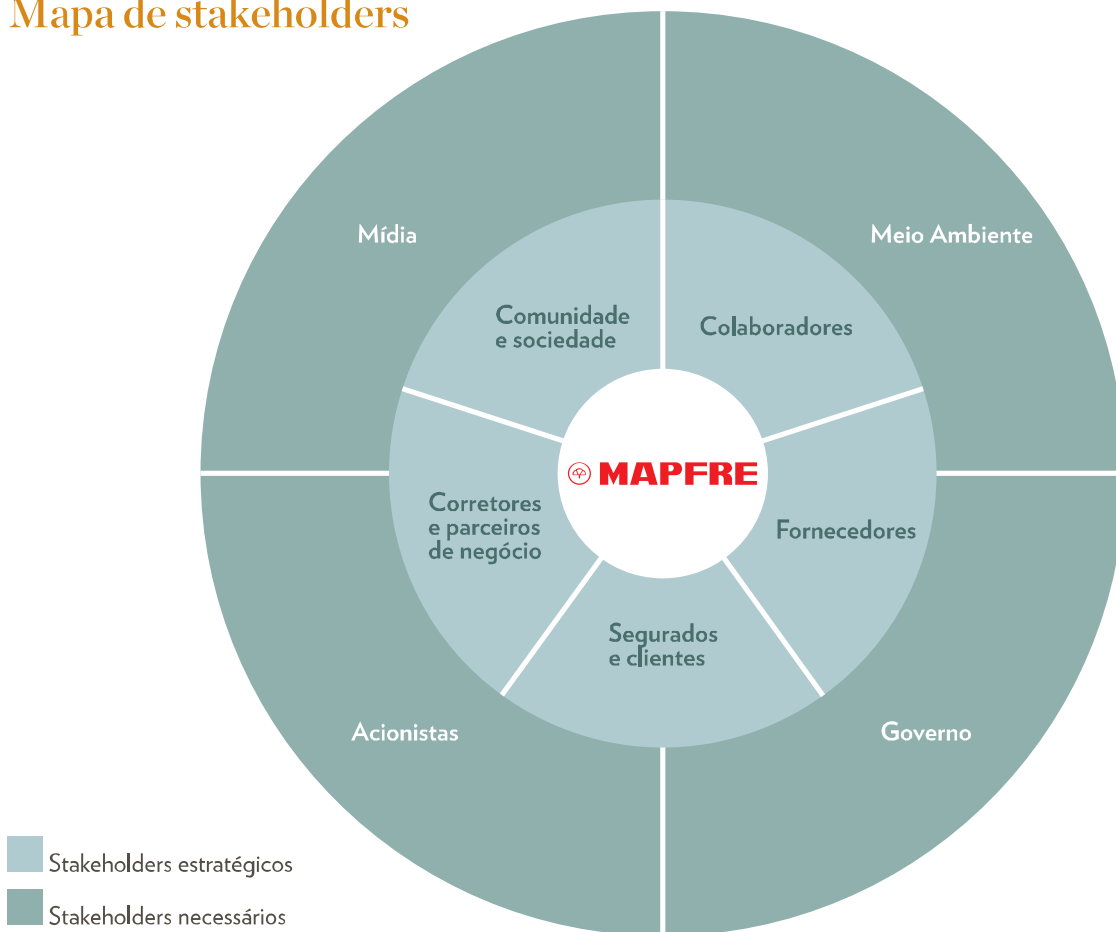 Mapa de stakeholders
Mídia
Meio Ambiente
Comunidade
e sociedade
Colaboradores
MAPFRE
Corretores
e parceiros
de negócio
Fornecedores
Segurados
e clientes
Acionistas
Governo
Stakeholders estratégicos
Stakeholders necessários